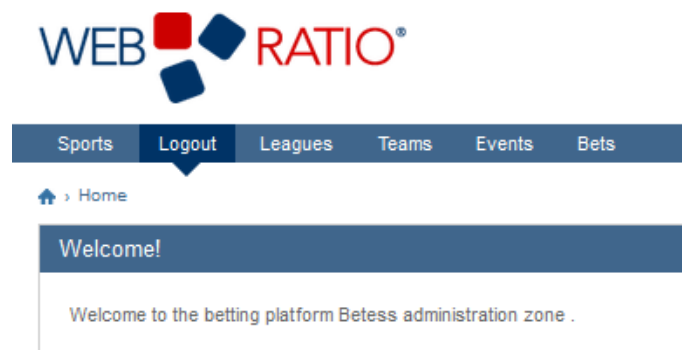 WEB RATIO®
Sports Logout Leagues Teams Events Bets
› Home
Welcome!
Welcome to the betting platform Betess administration zone .